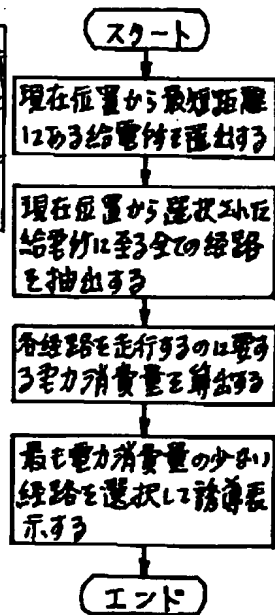 スタート
現在位置から最短距離
にある給電所を選出する
現在位置から選択された
給電所に至る全ての経路
を抽出する
各経路を走行するのに要す
る電力消費量を算出する
最も電力消費量の少ない
経路を選択して誘導表
示する
エンド